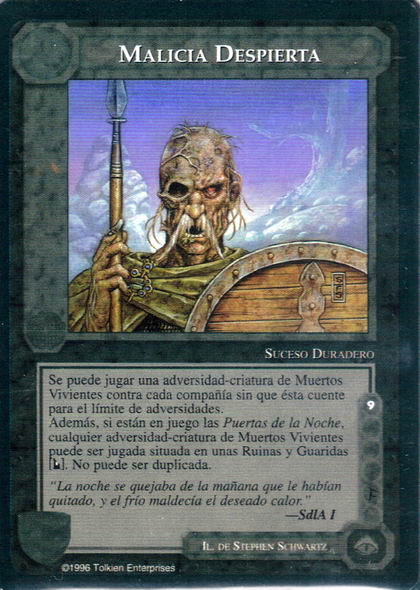 MALICIA DESPIERTA
SES
SUCESO DURADERO
Se puede jugar una adversidad-criatura de Muertos
Vivientes contra cada compañía sin que ésta cuente
para el límite de adversidades.
Además, si están en juego las Puertas de la Noche,
cualquier adversidad-criatura de Muertos Vivientes
puede ser jugada situada en unas Ruinas y Guaridas
[]. No puede ser duplicada.
9
“La noche se quejaba de la mañana que le habían
quitado, y el frío maldecía el deseado calor.”
—SdlA I
IL. DE STEPHEN SCHWARTZ
©1996 Tolkien Enterprises